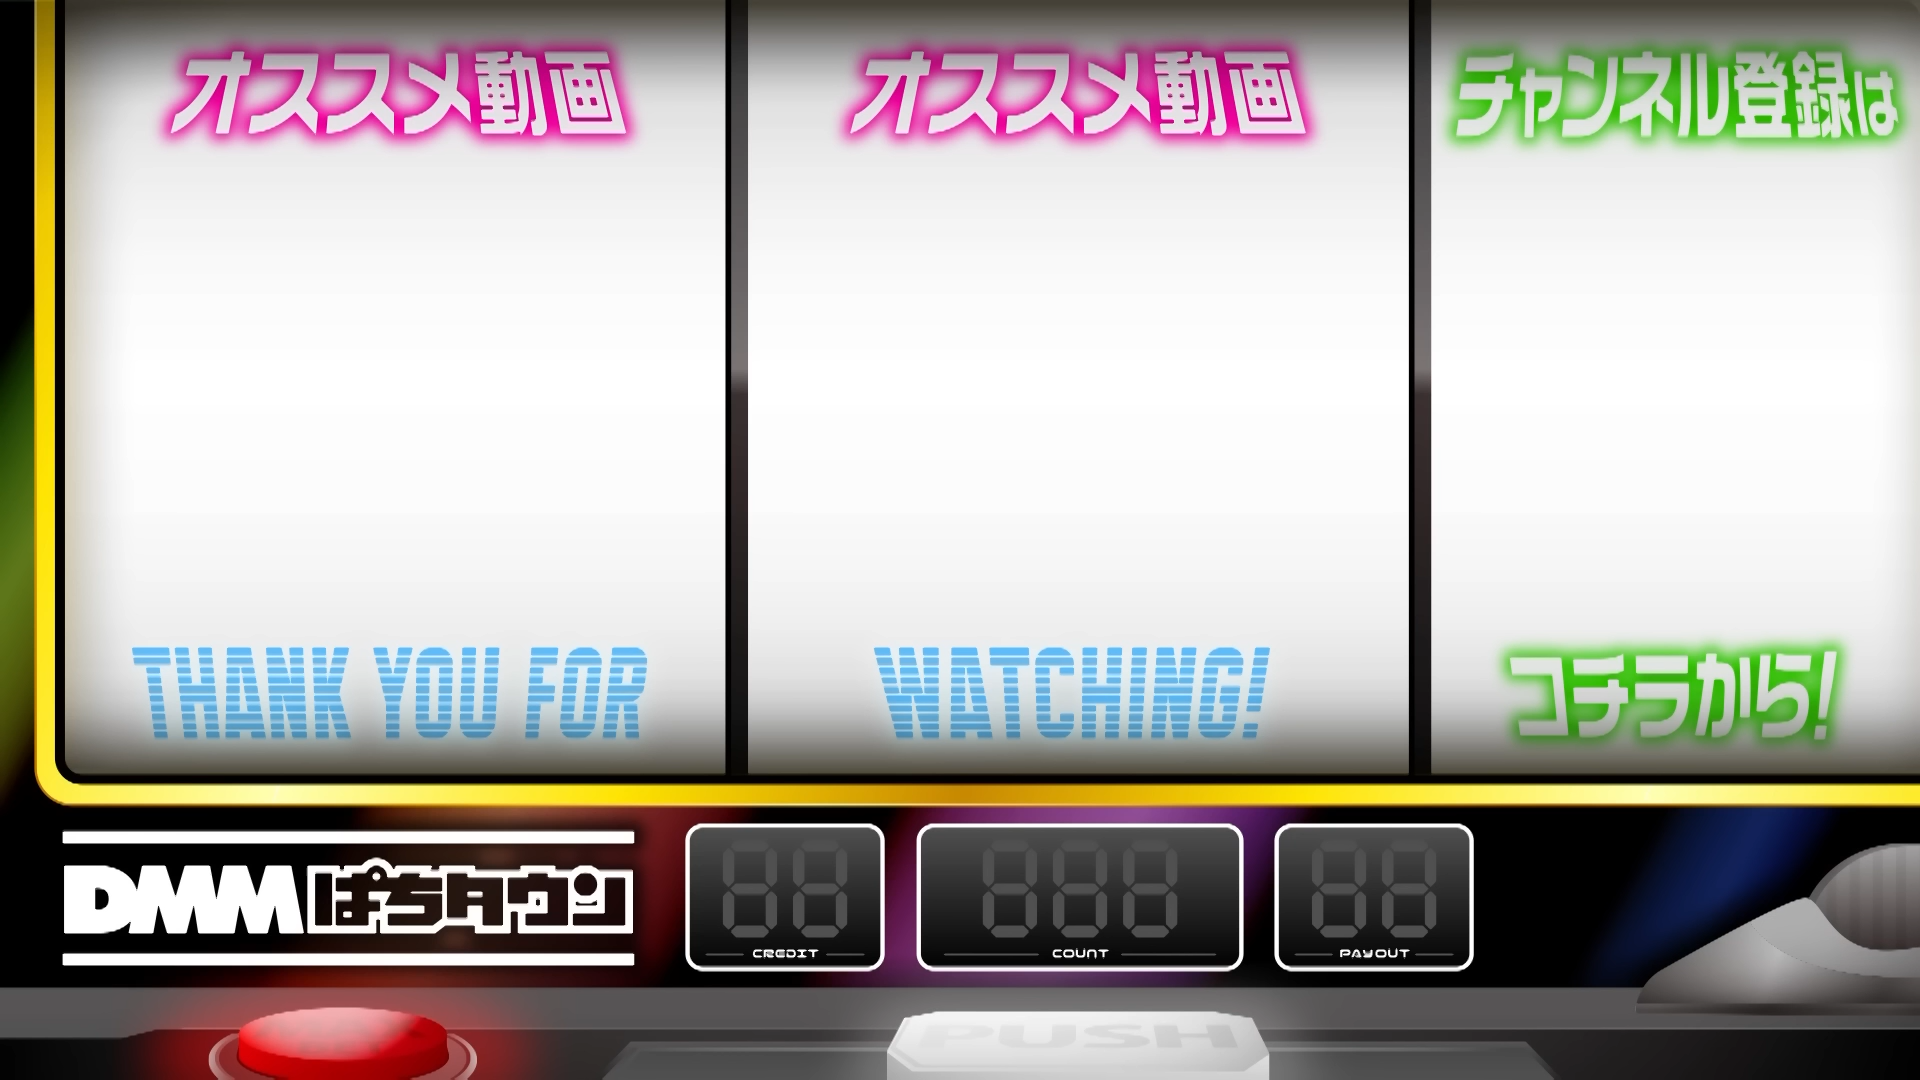 オススメ動画
オススメ動画
チャンネル登録は
THANK YOU FOR
WATCHING!
コチラから!
DMMぱちタウン
CREDIT
COUNT
PAYOUT
PUSH